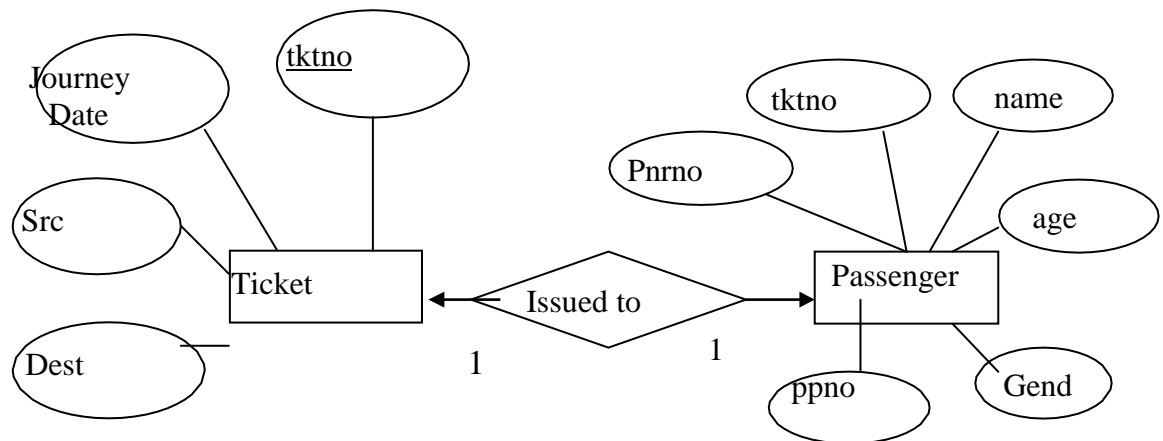 Journey
Date
tktno
tktno
name
Pnrno
Src
age
Ticket
Issued to
Passenger
Dest
1
1
ppno
Gend